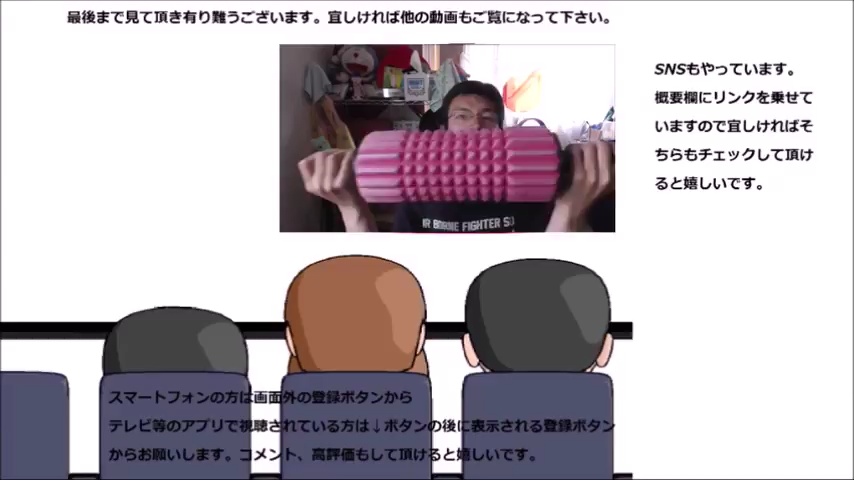 最後まで見て頂き有り難うございます。宜しければ他の動画もご覧になって下さい。
SNSもやっています。
概要欄にリンクを乗せて
いますので宜しければそ
ちらもチェックして頂け
ると嬉しいです。
BORNE FIGHTER
スマートフォンの方は画面外の登録ボタンから
テレビ等のアプリで視聴されている方は↓ボタンの後に表示される登録ボタン
からお願いします。コメント、高評価もして頂けると嬉しいです。